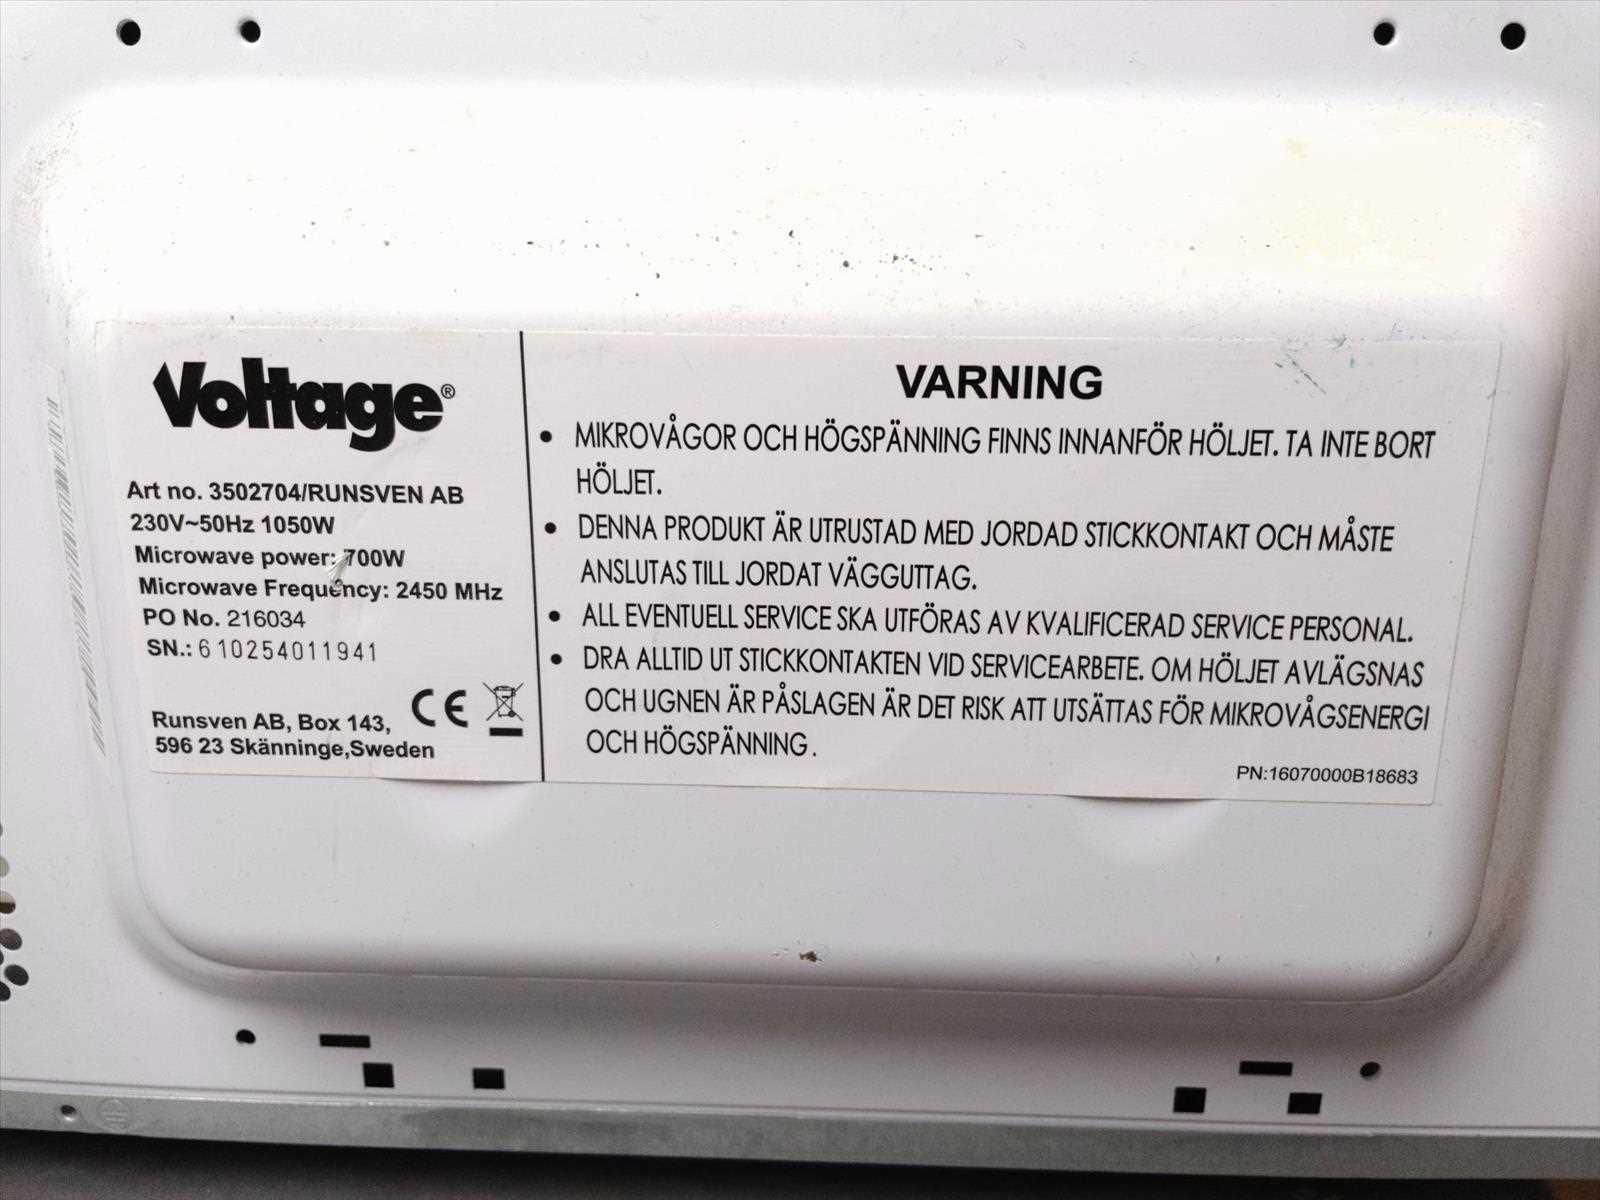 Voltage®
Art no. 3502704/RUNSVEN AB
230V~50Hz 1050W
Microwave power: 700W
Microwave Frequency: 2450 MHz
PO No. 216034
SN.: 610254011941
Runsven AB, Box 143,
596 23 Skänninge,Sweden
CE
VARNING
• MIKROVÅGOR OCH HÖGSPÄNNING FINNS INNANFÖR HÖLJET. TA INTE BORT
HÖLJET.
• DENNA PRODUKT ÄR UTRUSTAD MED JORDAD STICKKONTAKT OCH MÅSTE
ANSLUTAS TILL JORDAT VÄGGUTTAG.
• ALL EVENTUELL SERVICE SKA UTFÖRAS AV KVALIFICERAD SERVICE PERSONAL.
• DRA ALLTID UT STICKKONTAKTEN VID SERVICEARBETE. OM HÖLJET AVLÄGSNAS
OCH UGNEN ÄR PÅSLAGEN ÄR DET RISK ATT UTSÄTTAS FÖR MIKROVÅGSENERGI
OCH HÖGSPÄNNING.
PN:16070000B18683